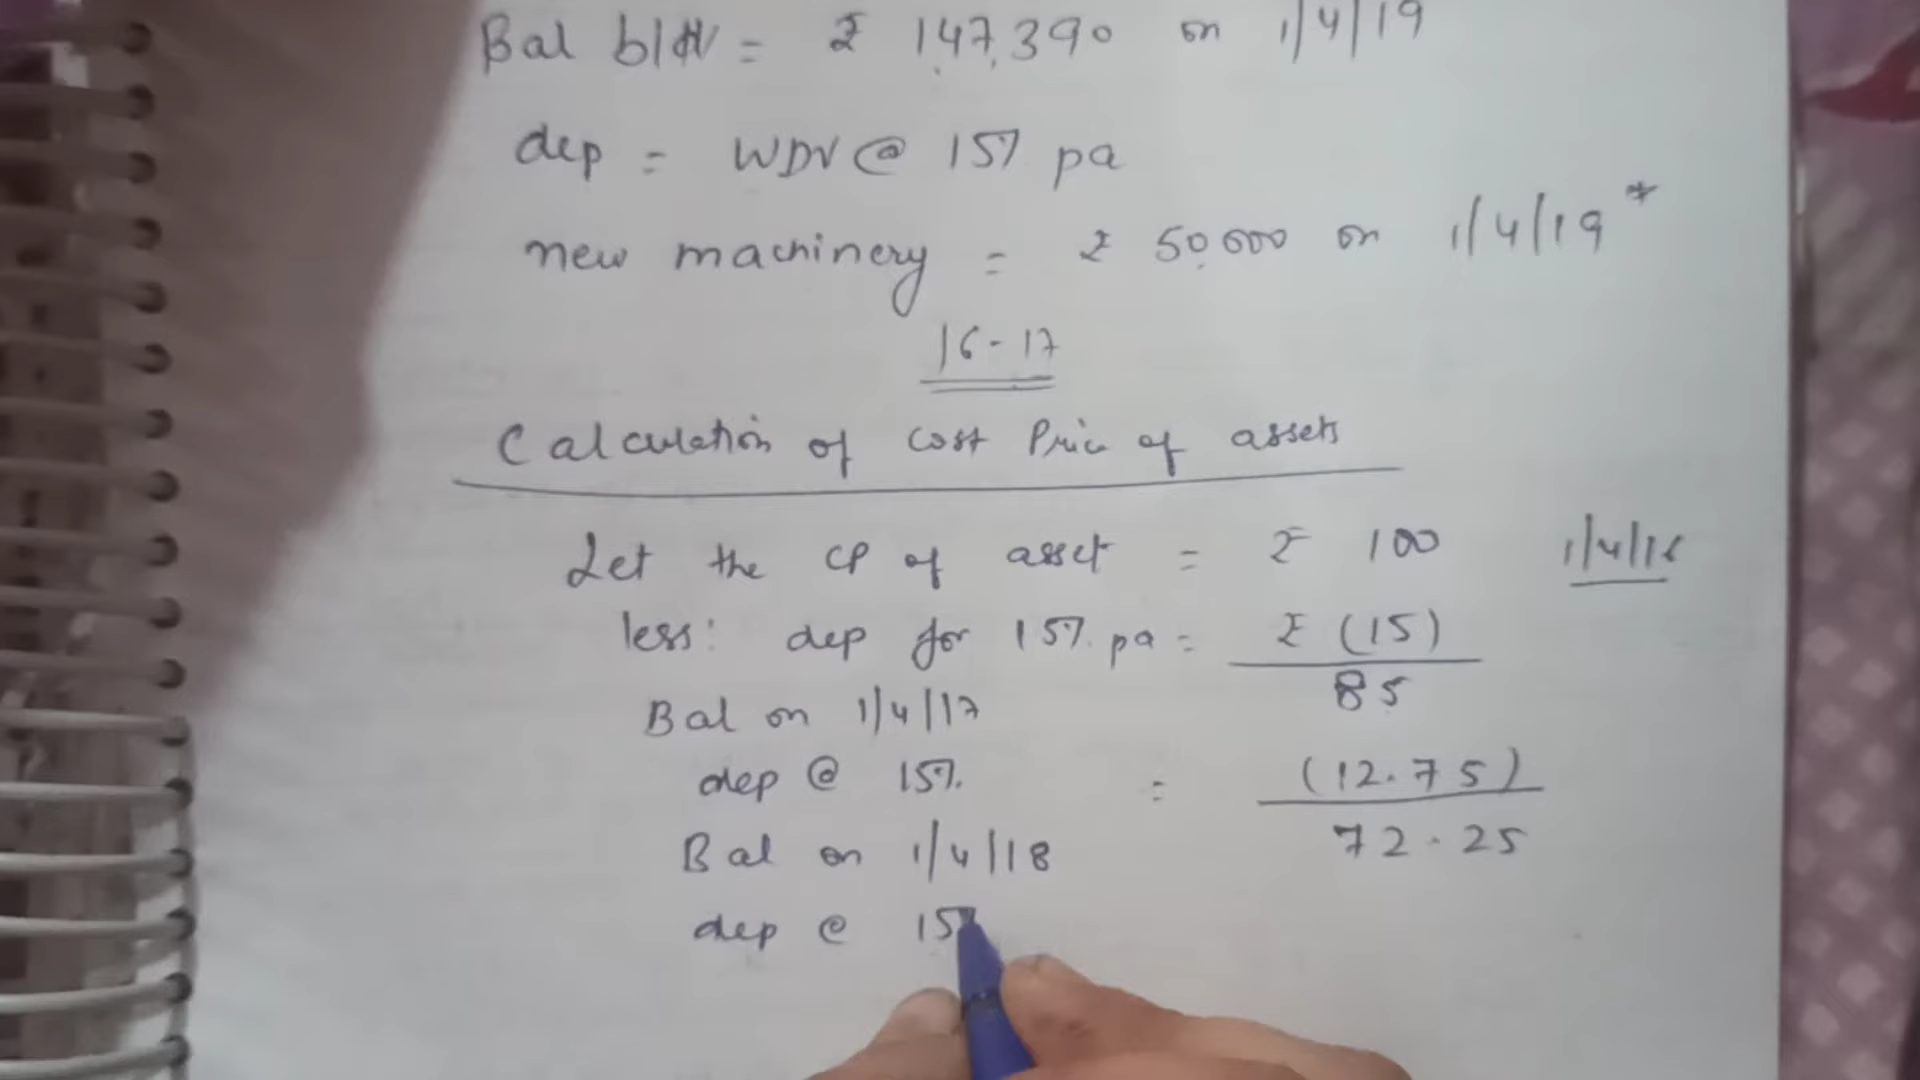 Bal b/d = ₹ 1,47,390 on 1/4/19
dep = WDV @ 15% pa
new machinery = ₹ 50,000 on 1/4/19 *
16-17
Calculation of cost Price of assets
Let the CP of asset = ₹ 100 1/4/16
less: dep for 15% pa = ₹ (15)
Bal on 1/4/17 85
dep @ 15% = (12.75)
Bal on 1/4/18 72.25
dep @ 15%